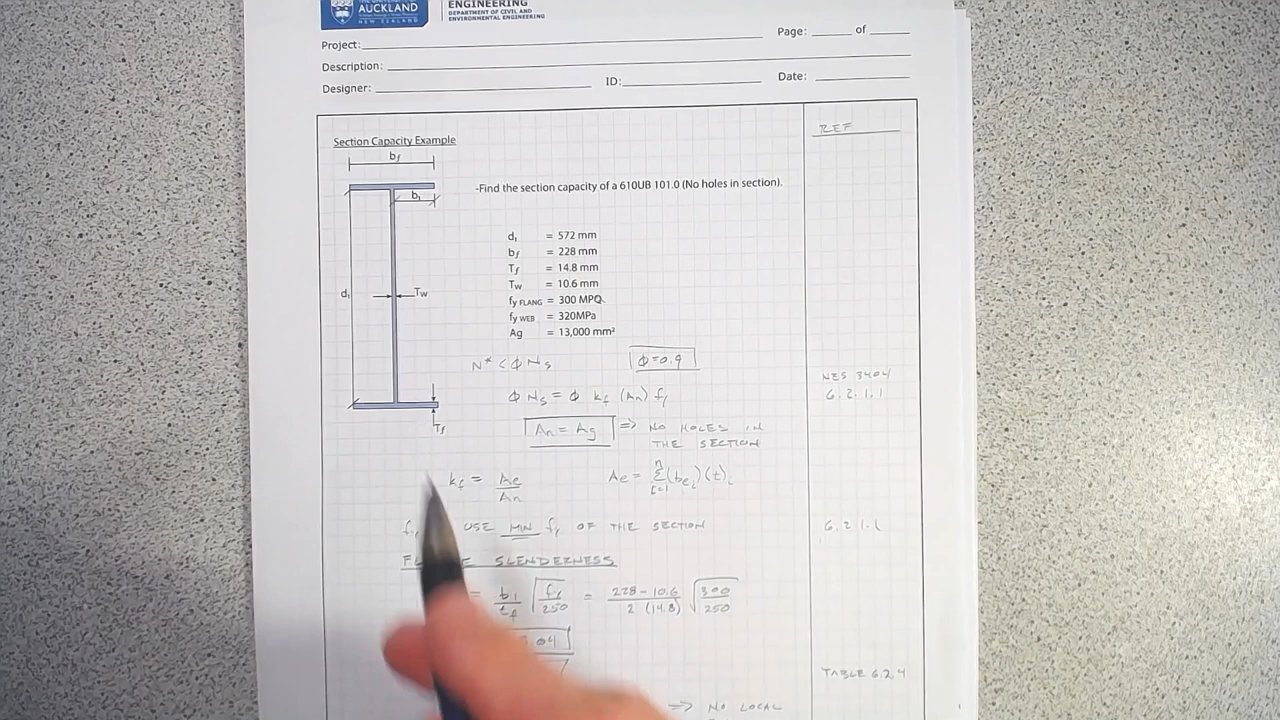 AUCKLAND
NEW ZEALAND
ENGINEERING
DEPARTMENT OF CIVIL AND
ENVIRONMENTAL ENGINEERING
Project:
Page: of
Description:
Designer:
ID:
Date:
REF
Section Capacity Example
bf
b1
-Find the section capacity of a 610UB 101.0 (No holes in section).
d1 = 572 mm
bf = 228 mm
Tf = 14.8 mm
Tw = 10.6 mm
fy FLANG = 300 MPQ
fy WEB = 320MPa
Ag = 13,000 mm²
d1
Tw
Tf
N* < ΦNs Φ=0.9
NZS 3404
6.2.1.1
ΦNs = Φ kf (An) fy
An = Ag => NO HOLES IN
THE SECTION
kf = Ae/An Ae = Σ(bei)(t)i
n
i=1
USE MIN fy OF THE SECTION
6.2.1.1
SLENDERNESS
= b1/tf √(fy/250) = (228-10.6)/(2(14.8)) √(300/250)
TABLE 6.2.4
=> NO LOCAL